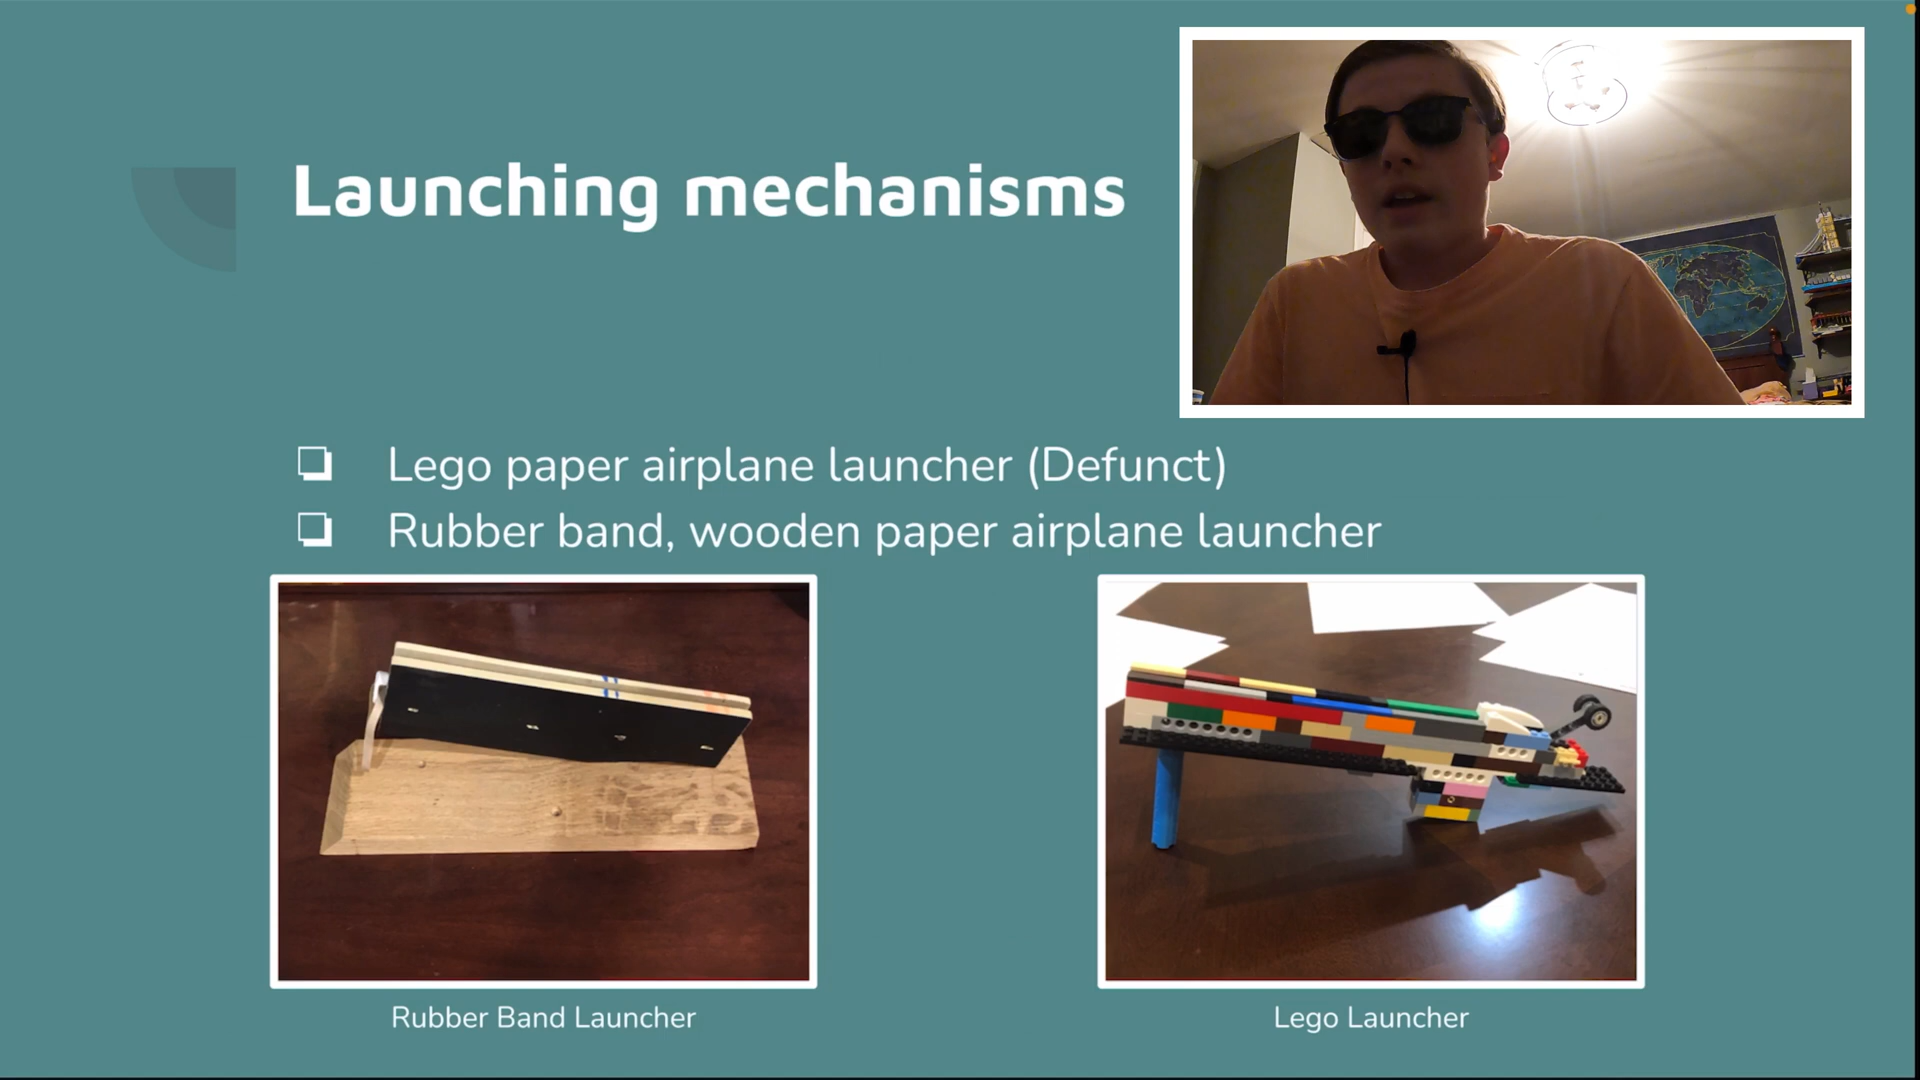 Launching mechanisms
Lego paper airplane launcher (Defunct)
Rubber band, wooden paper airplane launcher
Rubber Band Launcher
Lego Launcher